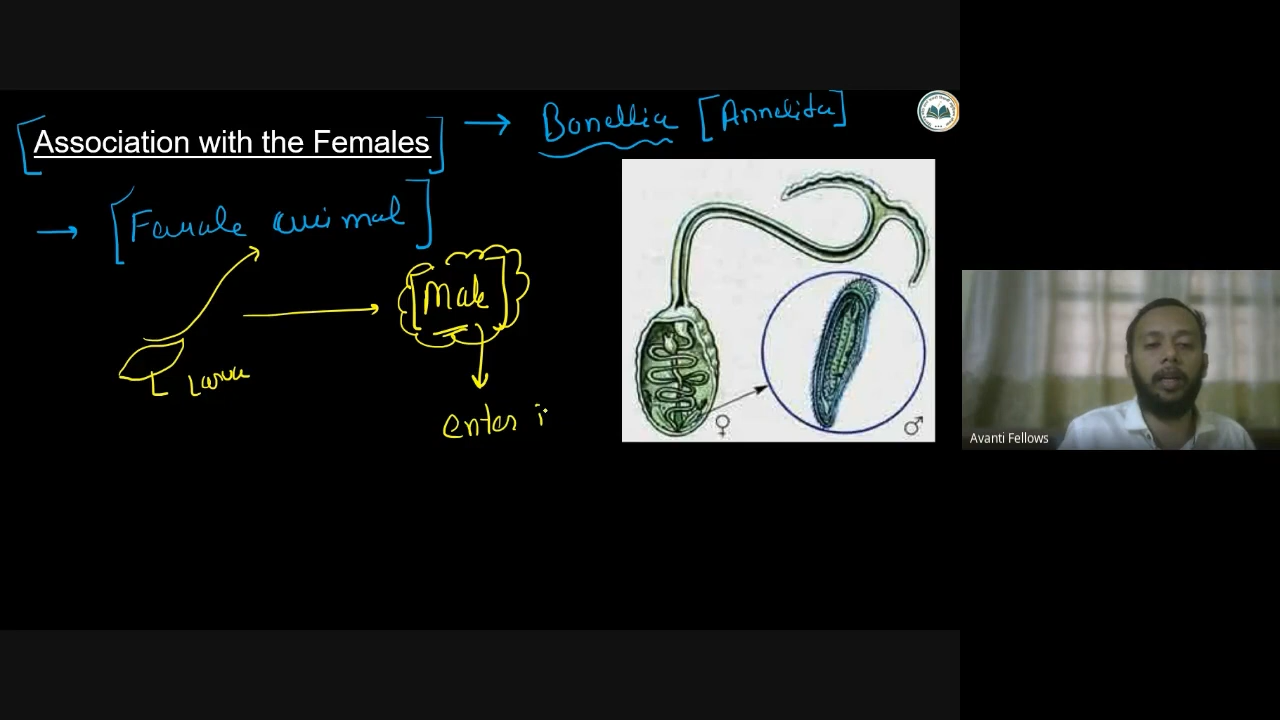 Association with the Females → Bonellia [Annelida]
→ [Female animal]
[Male]
Larva
enter i
♀ ♂
Avanti Fellows